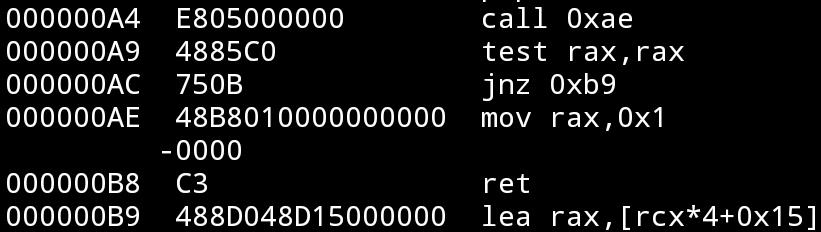 000000A4 E805000000 call 0xae
000000A9 4885C0 test rax,rax
000000AC 750B jnz 0xb9
000000AE 48B8010000000000 mov rax,0x1
-0000
000000B8 C3 ret
000000B9 488D048D15000000 lea rax,[rcx*4+0x15]